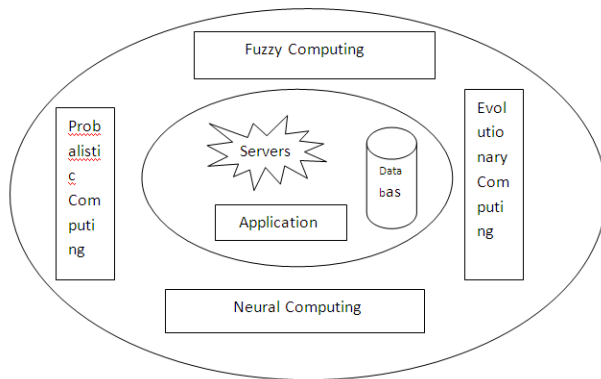 Fuzzy Computing
Prob
alisti
c
Com
puti
ng
Servers
Data
bas
Application
Evol
utio
nary
Com
puti
ng
Neural Computing